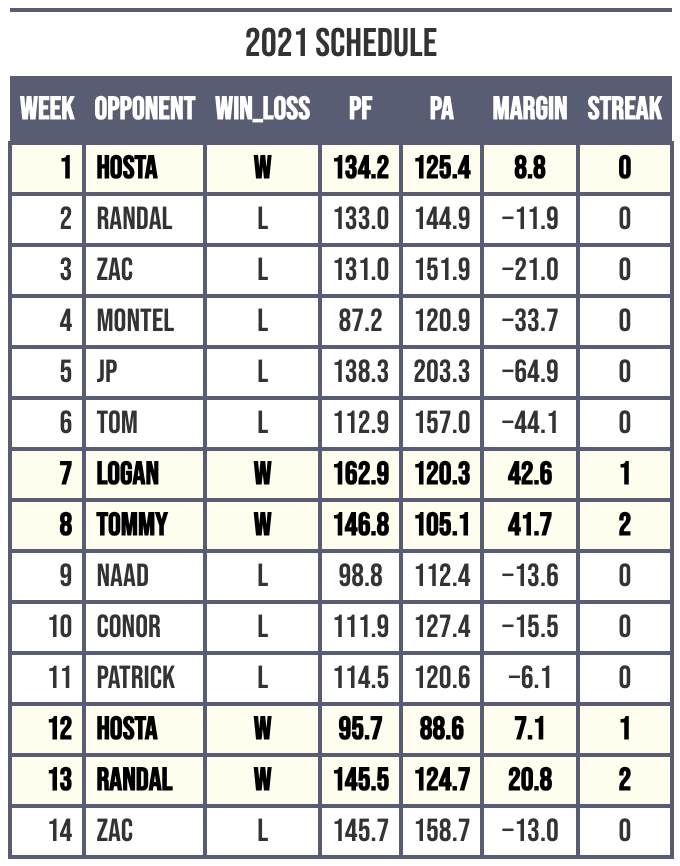 2021 SCHEDULE
WEEK OPPONENT WIN_LOSS PF PA MARGIN STREAK
1 HOSTA W 134.2 125.4 8.8 0
2 RANDAL L 133.0 144.9 −11.9 0
3 ZAC L 131.0 151.9 −21.0 0
4 MONTEL L 87.2 120.9 −33.7 0
5 JP L 138.3 203.3 −64.9 0
6 TOM L 112.9 157.0 −44.1 0
7 LOGAN W 162.9 120.3 42.6 1
8 TOMMY W 146.8 105.1 41.7 2
9 NAAD L 98.8 112.4 −13.6 0
10 CONOR L 111.9 127.4 −15.5 0
11 PATRICK L 114.5 120.6 −6.1 0
12 HOSTA W 95.7 88.6 7.1 1
13 RANDAL W 145.5 124.7 20.8 2
14 ZAC L 145.7 158.7 −13.0 0